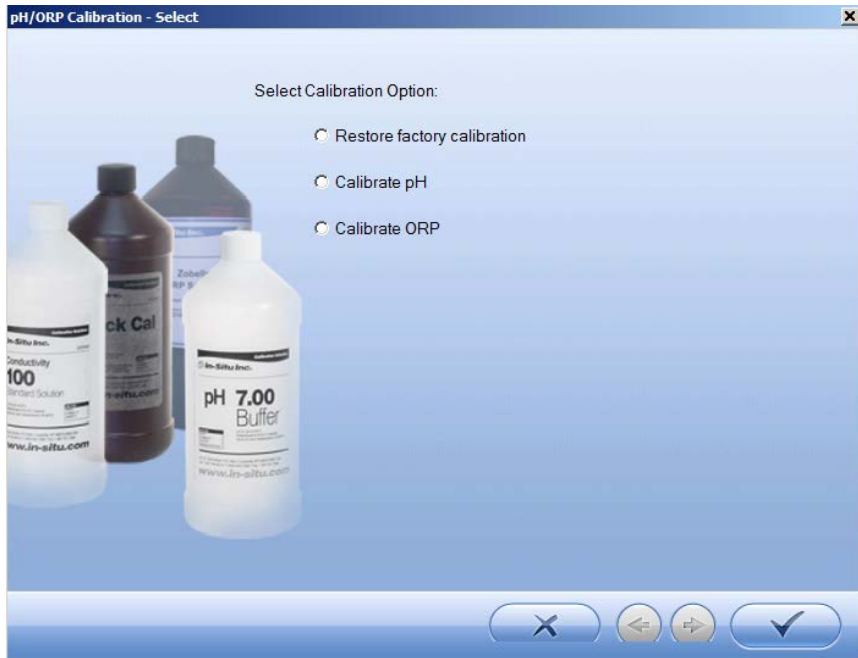 pH/ORP Calibration - Select
Select Calibration Option:
Restore factory calibration
Calibrate pH
Calibrate ORP
Zobell
ck Cal
In-Situ Inc.
Conductivity
100
Standard Solution
www.in-situ.com
In-Situ Inc.
pH 7.00
Buffer
www.in-situ.com